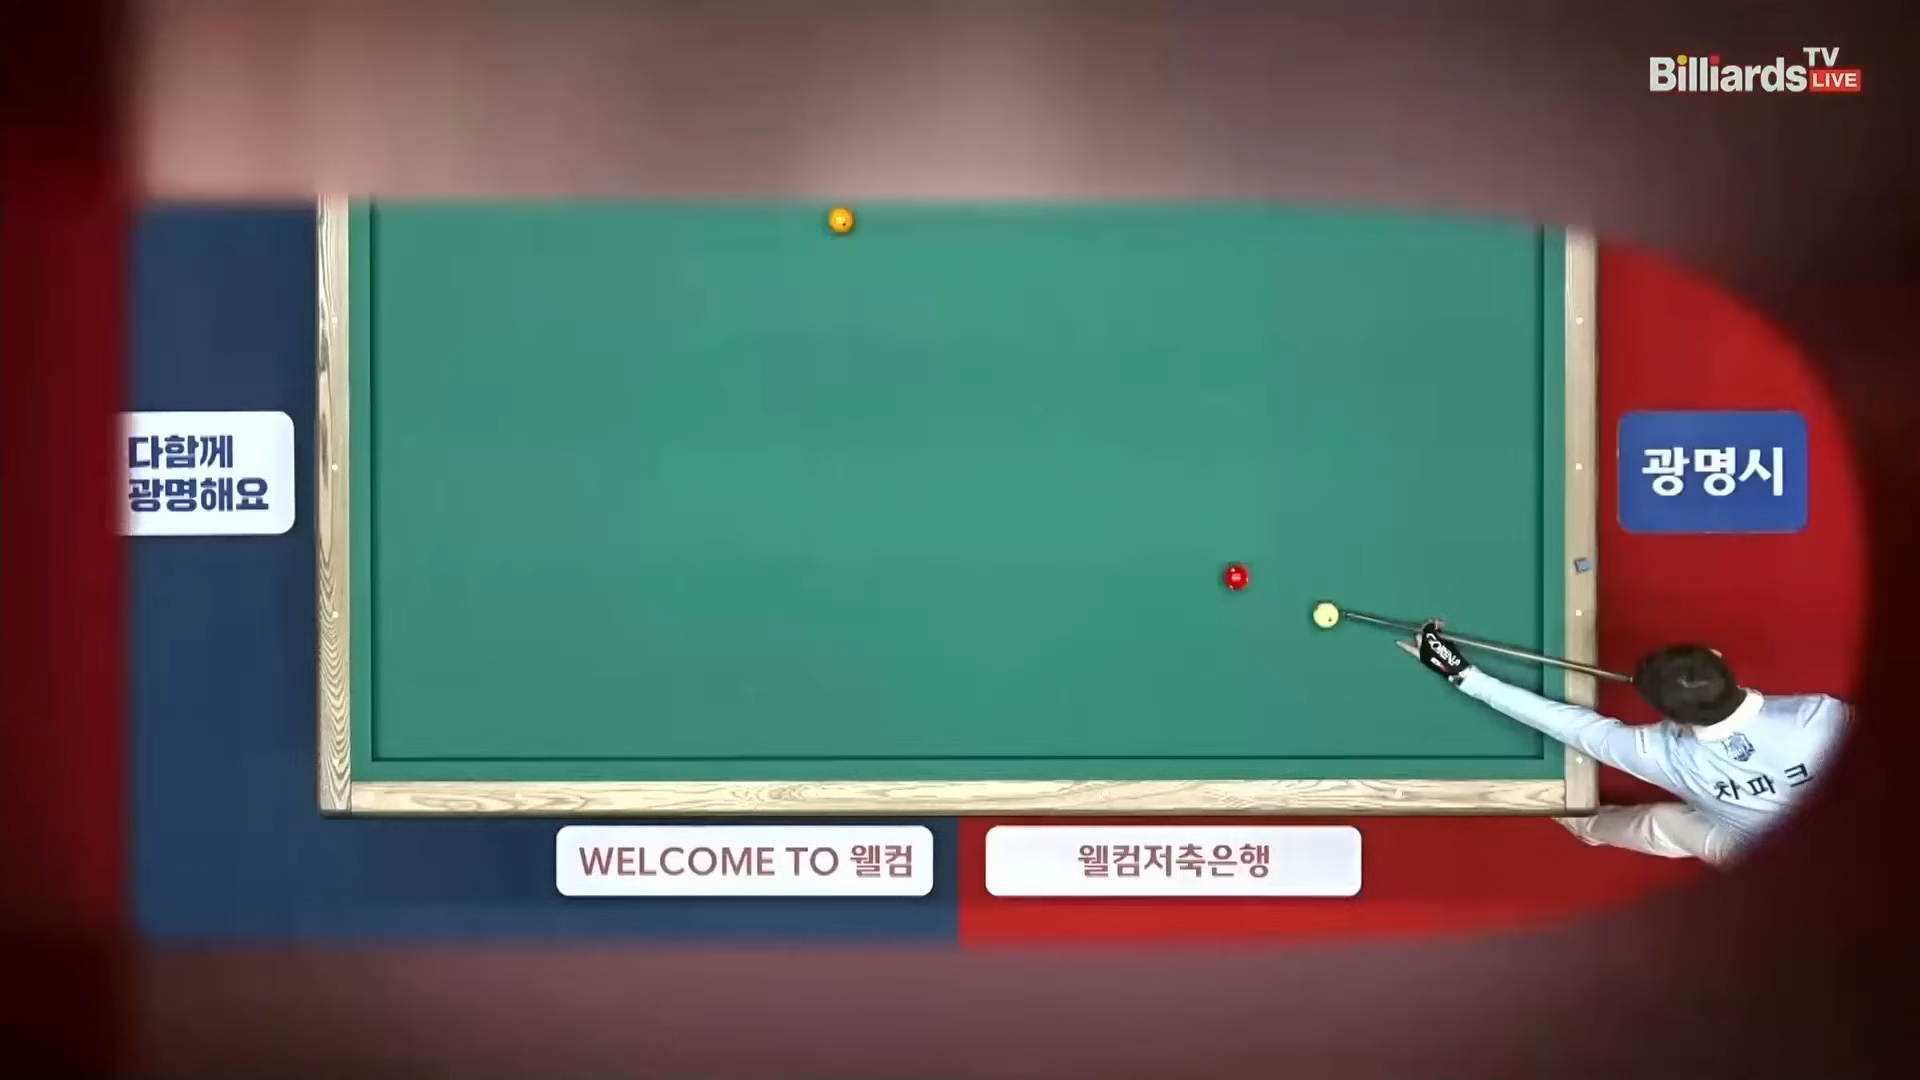 Billiards TV
LIVE
다함께
광명해요
광명시
GORINA
차파크
WELCOME TO 웰컴
웰컴저축은행